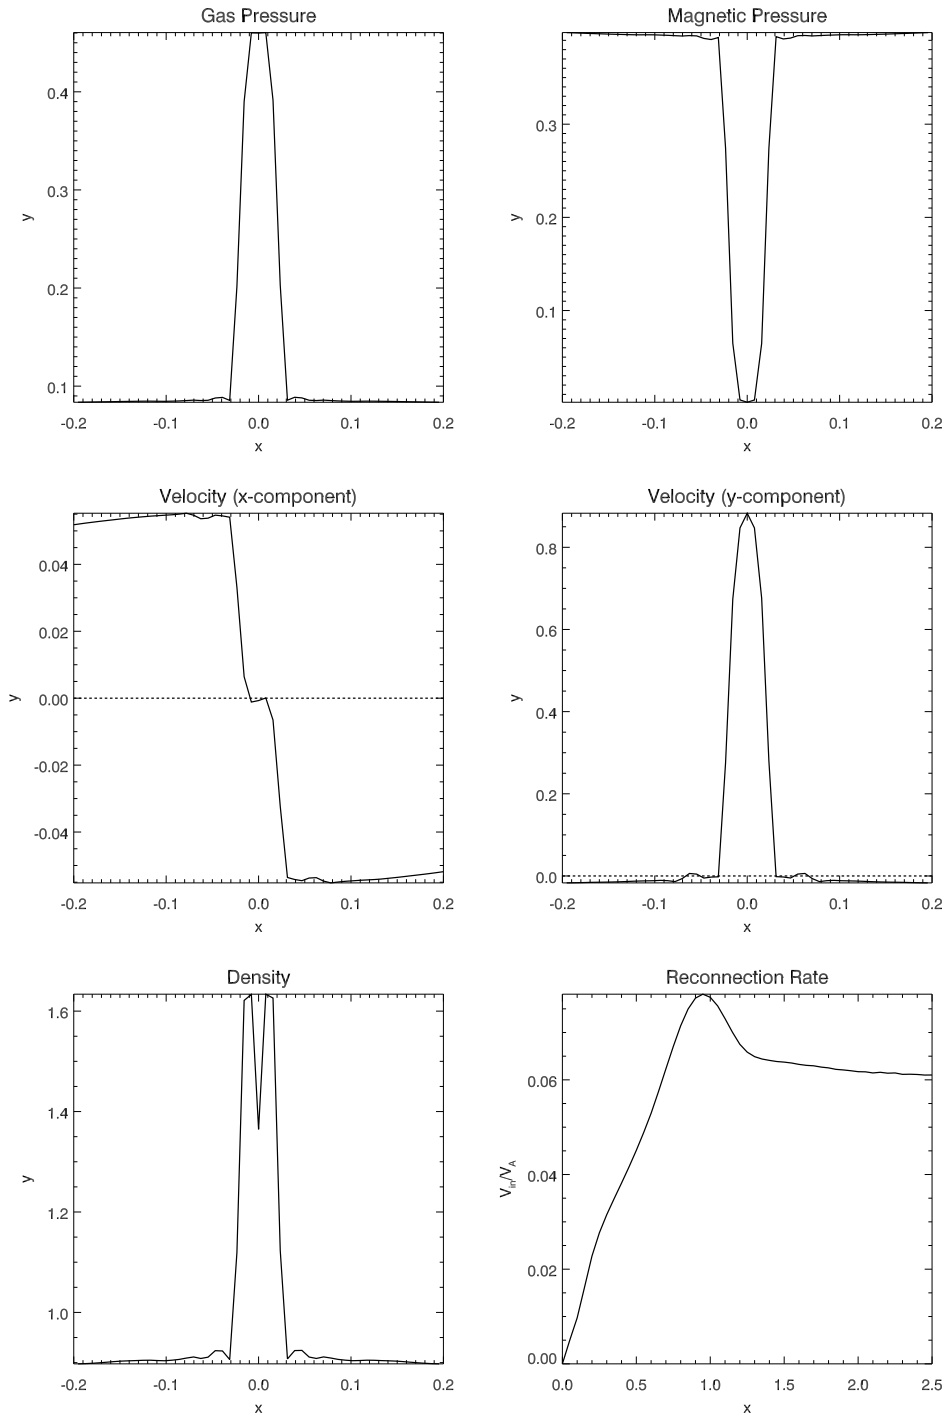 Gas Pressure
0.4
0.3
0.2
0.1
y
-0.2 -0.1 0.0 0.1 0.2
x
Magnetic Pressure
0.3
0.2
0.1
y
-0.2 -0.1 0.0 0.1 0.2
x
Velocity (x-component)
0.04
0.02
0.00
-0.02
-0.04
y
-0.2 -0.1 0.0 0.1 0.2
x
Velocity (y-component)
0.8
0.6
0.4
0.2
0.0
y
-0.2 -0.1 0.0 0.1 0.2
x
Density
1.6
1.4
1.2
1.0
y
-0.2 -0.1 0.0 0.1 0.2
x
Reconnection Rate
0.06
0.04
0.02
0.00
V_in/V_A
0.0 0.5 1.0 1.5 2.0 2.5
x